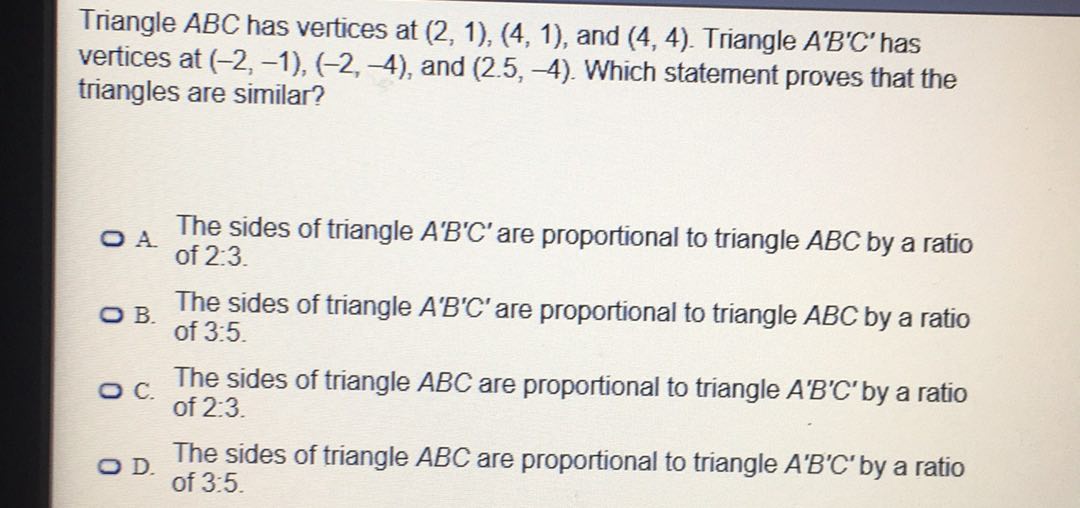 Triangle ABC has vertices at (2, 1), (4, 1), and (4, 4). Triangle A'B'C' has
vertices at (–2, –1), (–2, –4), and (2.5, –4). Which statement proves that the
triangles are similar?
A. The sides of triangle A'B'C' are proportional to triangle ABC by a ratio
of 2:3.
B. The sides of triangle A'B'C' are proportional to triangle ABC by a ratio
of 3:5.
C. The sides of triangle ABC are proportional to triangle A'B'C' by a ratio
of 2:3.
D. The sides of triangle ABC are proportional to triangle A'B'C' by a ratio
of 3:5.